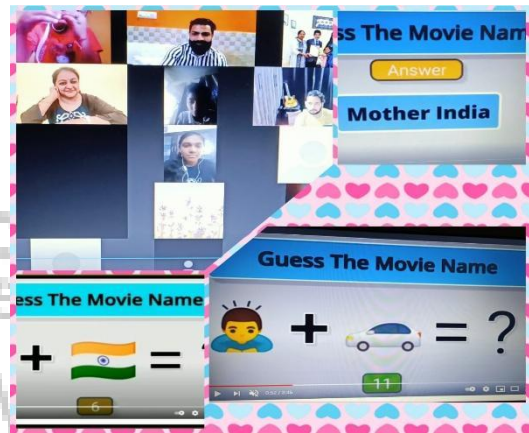 ss The Movie Nam
Answer
Mother India
Guess The Movie Name
+ = ?
11
ess The Movie Name
+ =
6